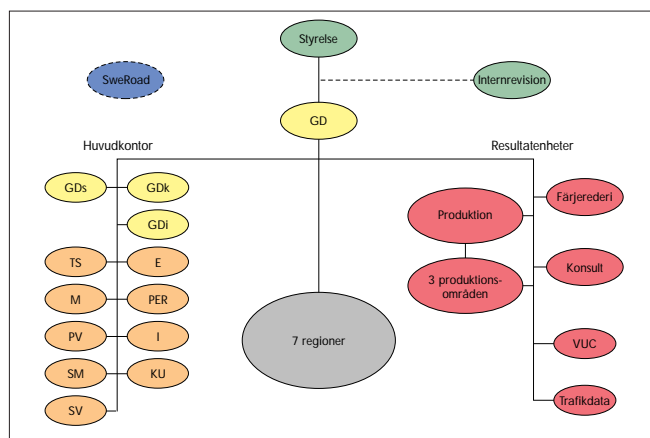 Styrelse
SweRoad
Internrevision
GD
Huvudkontor
Resultatenheter
GDs
GDk
GDi
TS
E
M
PER
PV
I
SM
KU
SV
7 regioner
Produktion
3 produktions-
områden
Färjerederi
Konsult
VUC
Trafikdata